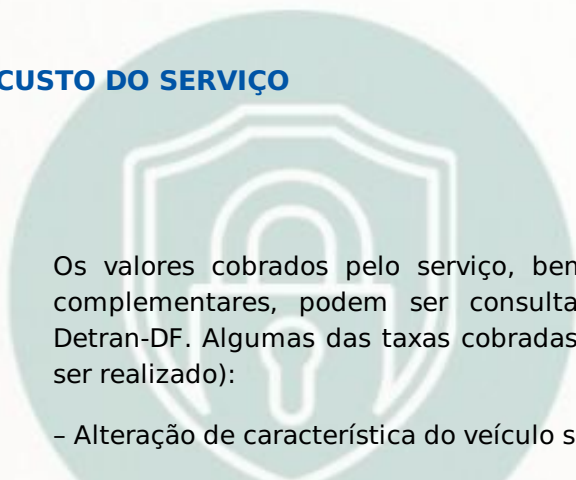 CUSTO DO SERVIÇO
Os valores cobrados pelo serviço, ben
complementares, podem ser consulta
Detran-DF. Algumas das taxas cobradas
ser realizado):
– Alteração de característica do veículo s